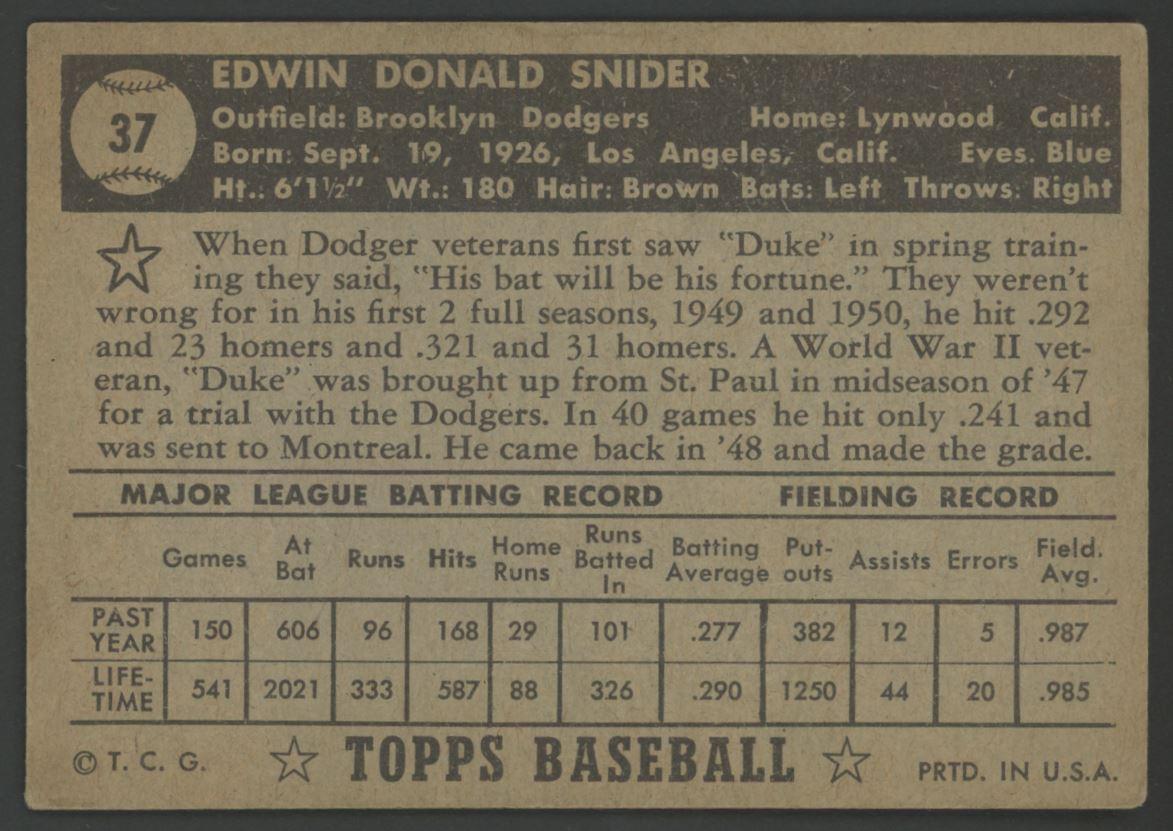 37
EDWIN DONALD SNIDER
Outfield: Brooklyn Dodgers Home: Lynwood Calif.
Born: Sept. 19, 1926, Los Angeles, Calif. Eyes. Blue
Ht.: 6'1½" Wt.: 180 Hair: Brown Bats: Left Throws: Right
When Dodger veterans first saw "Duke" in spring train-
ing they said, "His bat will be his fortune." They weren't
wrong for in his first 2 full seasons, 1949 and 1950, he hit .292
and 23 homers and .321 and 31 homers. A World War II vet-
eran, "Duke" was brought up from St. Paul in midseason of '47
for a trial with the Dodgers. In 40 games he hit only .241 and
was sent to Montreal. He came back in '48 and made the grade.
MAJOR LEAGUE BATTING RECORD FIELDING RECORD
Games At Bat Runs Hits Home Runs Runs Batted In Batting Average Put-outs Assists Errors Field. Avg.
PAST YEAR 150 606 96 168 29 101 .277 382 12 5 .987
LIFE-TIME 541 2021 333 587 88 326 .290 1250 44 20 .985
© T. C. G. TOPPS BASEBALL PRTD. IN U.S.A.